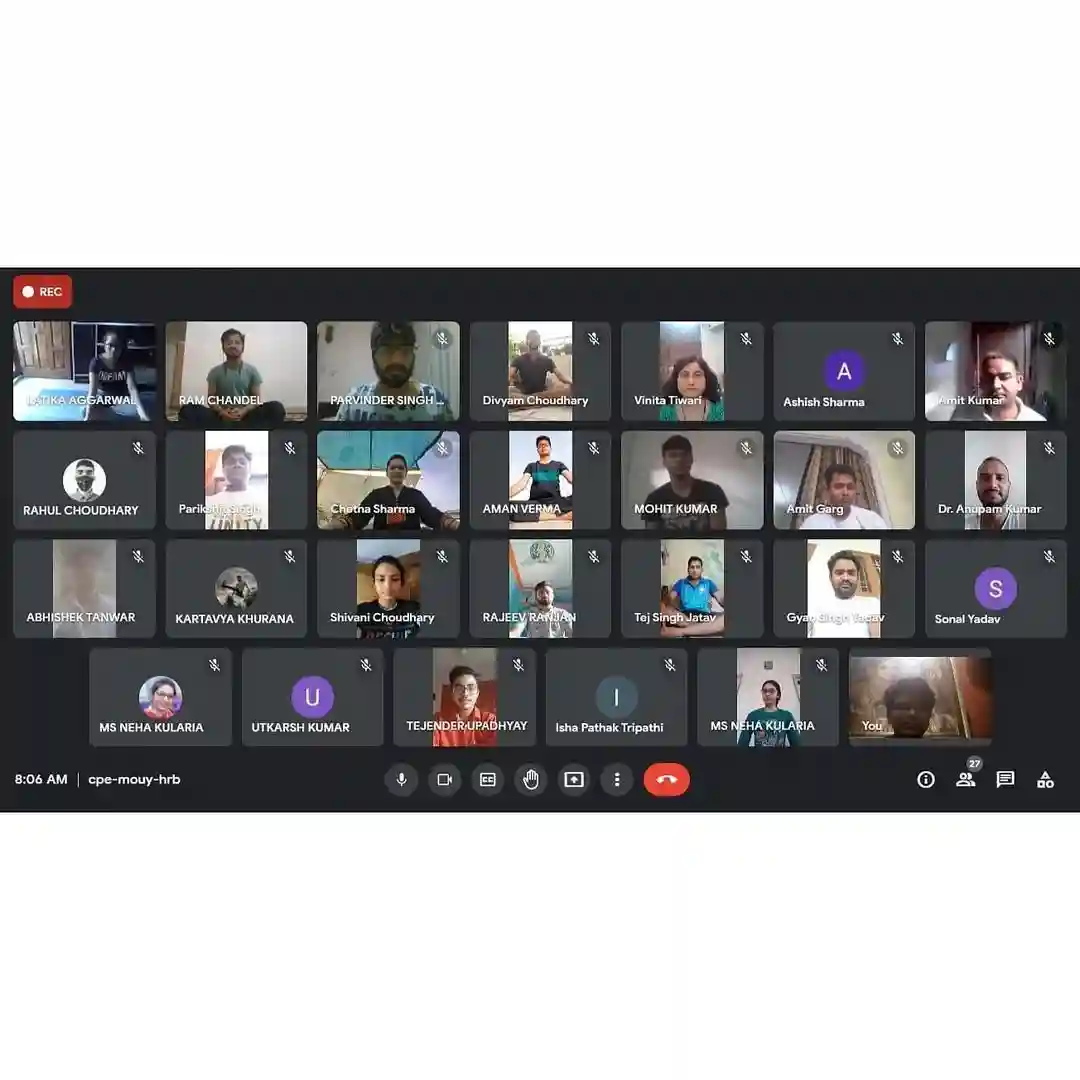 REC
LATIKA AGGARWAL
RAM CHANDEL
PARVINDER SINGH ...
Divyam Choudhary
Vinita Tiwari
A
Ashish Sharma
Amit Kumar
RAHUL CHOUDHARY
Parikshit Singh
Chetna Sharma
AMAN VERMA
MOHIT KUMAR
Amit Garg
Dr. Anupam Kumar
ABHISHEK TANWAR
KARTAVYA KHURANA
Shivani Choudhary
RAJEEV RANJAN
Tej Singh Jatav
Gyan Singh Yadav
S
Sonal Yadav
MS NEHA KULARIA
U
UTKARSH KUMAR
TEJENDER UPADHYAY
I
Isha Pathak Tripathi
MS NEHA KULARIA
You
8:06 AM | cpe-mouy-hrb
CC
27